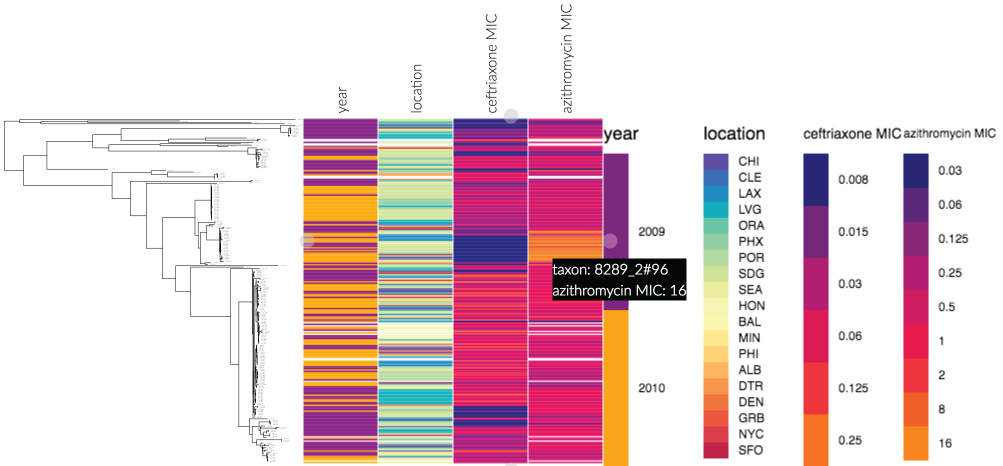 year
location
ceftriaxone MIC
azithromycin MIC
year
2009
2010
taxon: 8289_2#96
azithromycin MIC: 16
location
CHI
CLE
LAX
LVG
ORA
PHX
POR
SDG
SEA
HON
BAL
MIN
PHI
ALB
DTR
DEN
GRB
NYC
SFO
ceftriaxone MIC
0.008
0.015
0.03
0.06
0.125
0.25
azithromycin MIC
0.03
0.06
0.125
0.25
0.5
1
2
8
16